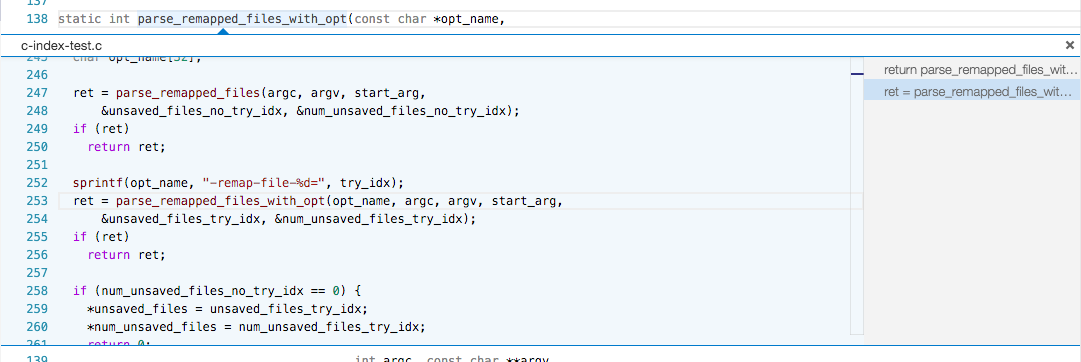 137
138 static int parse_remapped_files_with_opt(const char *opt_name,
c-index-test.c ×
245 char opt_name[32];
246
247 ret = parse_remapped_files(argc, argv, start_arg,
248 &unsaved_files_no_try_idx, &num_unsaved_files_no_try_idx);
249 if (ret)
250 return ret;
251
252 sprintf(opt_name, "-remap-file-%d=", try_idx);
253 ret = parse_remapped_files_with_opt(opt_name, argc, argv, start_arg,
254 &unsaved_files_try_idx, &num_unsaved_files_try_idx);
255 if (ret)
256 return ret;
257
258 if (num_unsaved_files_no_try_idx == 0) {
259 *unsaved_files = unsaved_files_try_idx;
260 *num_unsaved_files = num_unsaved_files_try_idx;
261 return 0;
return parse_remapped_files_wit...
ret = parse_remapped_files_wit...
139 int argc, const char **argv,